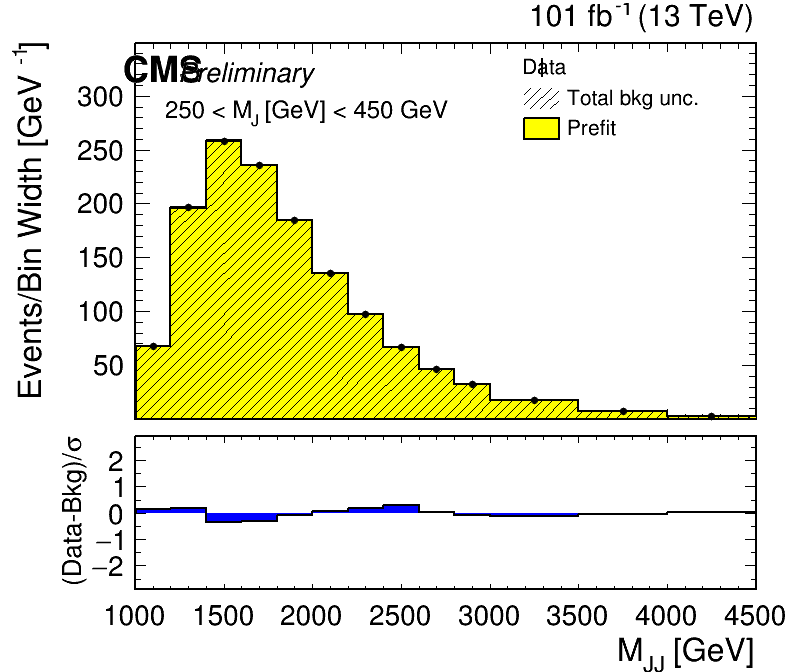 101 fb⁻¹ (13 TeV)
CMS Preliminary
250 < M_J [GeV] < 450 GeV
Data
Total bkg unc.
Prefit
Events/Bin Width [GeV⁻¹]
300
250
200
150
100
50
(Data-Bkg)/σ
2
1
0
−1
−2
1000 1500 2000 2500 3000 3500 4000 4500
M_JJ [GeV]